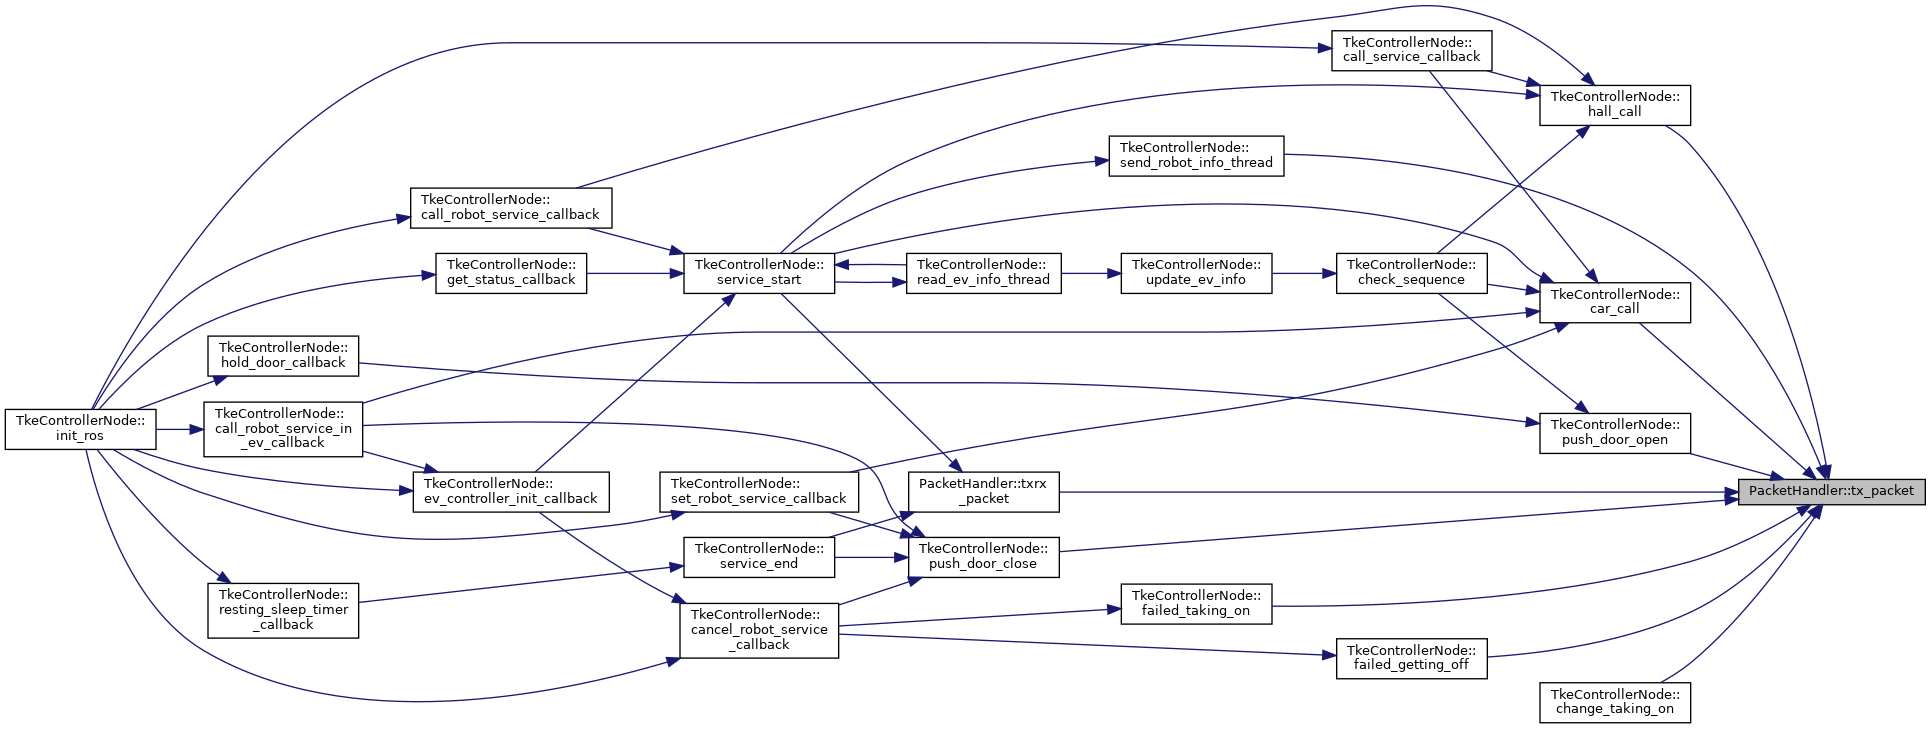 TkeControllerNode::
init_ros
TkeControllerNode::
call_robot_service_callback
TkeControllerNode::
get_status_callback
TkeControllerNode::
hold_door_callback
TkeControllerNode::
call_robot_service_in
_ev_callback
TkeControllerNode::
ev_controller_init_callback
TkeControllerNode::
resting_sleep_timer
_callback
TkeControllerNode::
service_start
TkeControllerNode::
set_robot_service_callback
TkeControllerNode::
service_end
TkeControllerNode::
cancel_robot_service
_callback
TkeControllerNode::
read_ev_info_thread
PacketHandler::txrx
_packet
TkeControllerNode::
push_door_close
TkeControllerNode::
send_robot_info_thread
TkeControllerNode::
update_ev_info
TkeControllerNode::
failed_taking_on
TkeControllerNode::
call_service_callback
TkeControllerNode::
check_sequence
TkeControllerNode::
failed_getting_off
TkeControllerNode::
hall_call
TkeControllerNode::
car_call
TkeControllerNode::
push_door_open
TkeControllerNode::
change_taking_on
PacketHandler::tx_packet